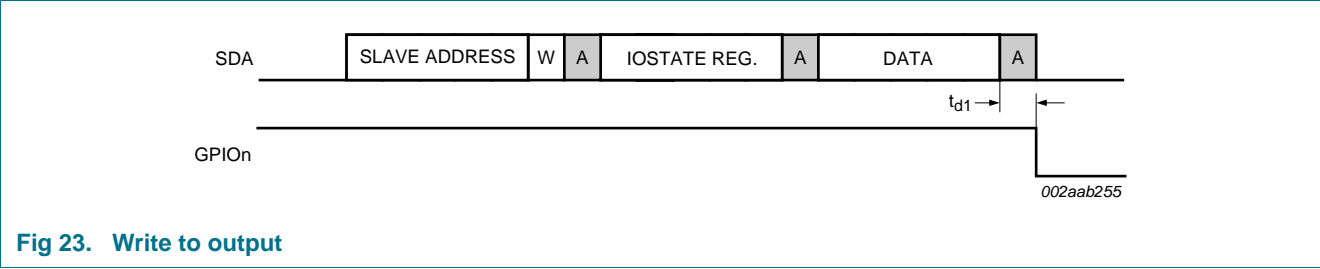 SDA SLAVE ADDRESS W A IOSTATE REG. A DATA A
td1
GPIOn
002aab255
Fig 23. Write to output